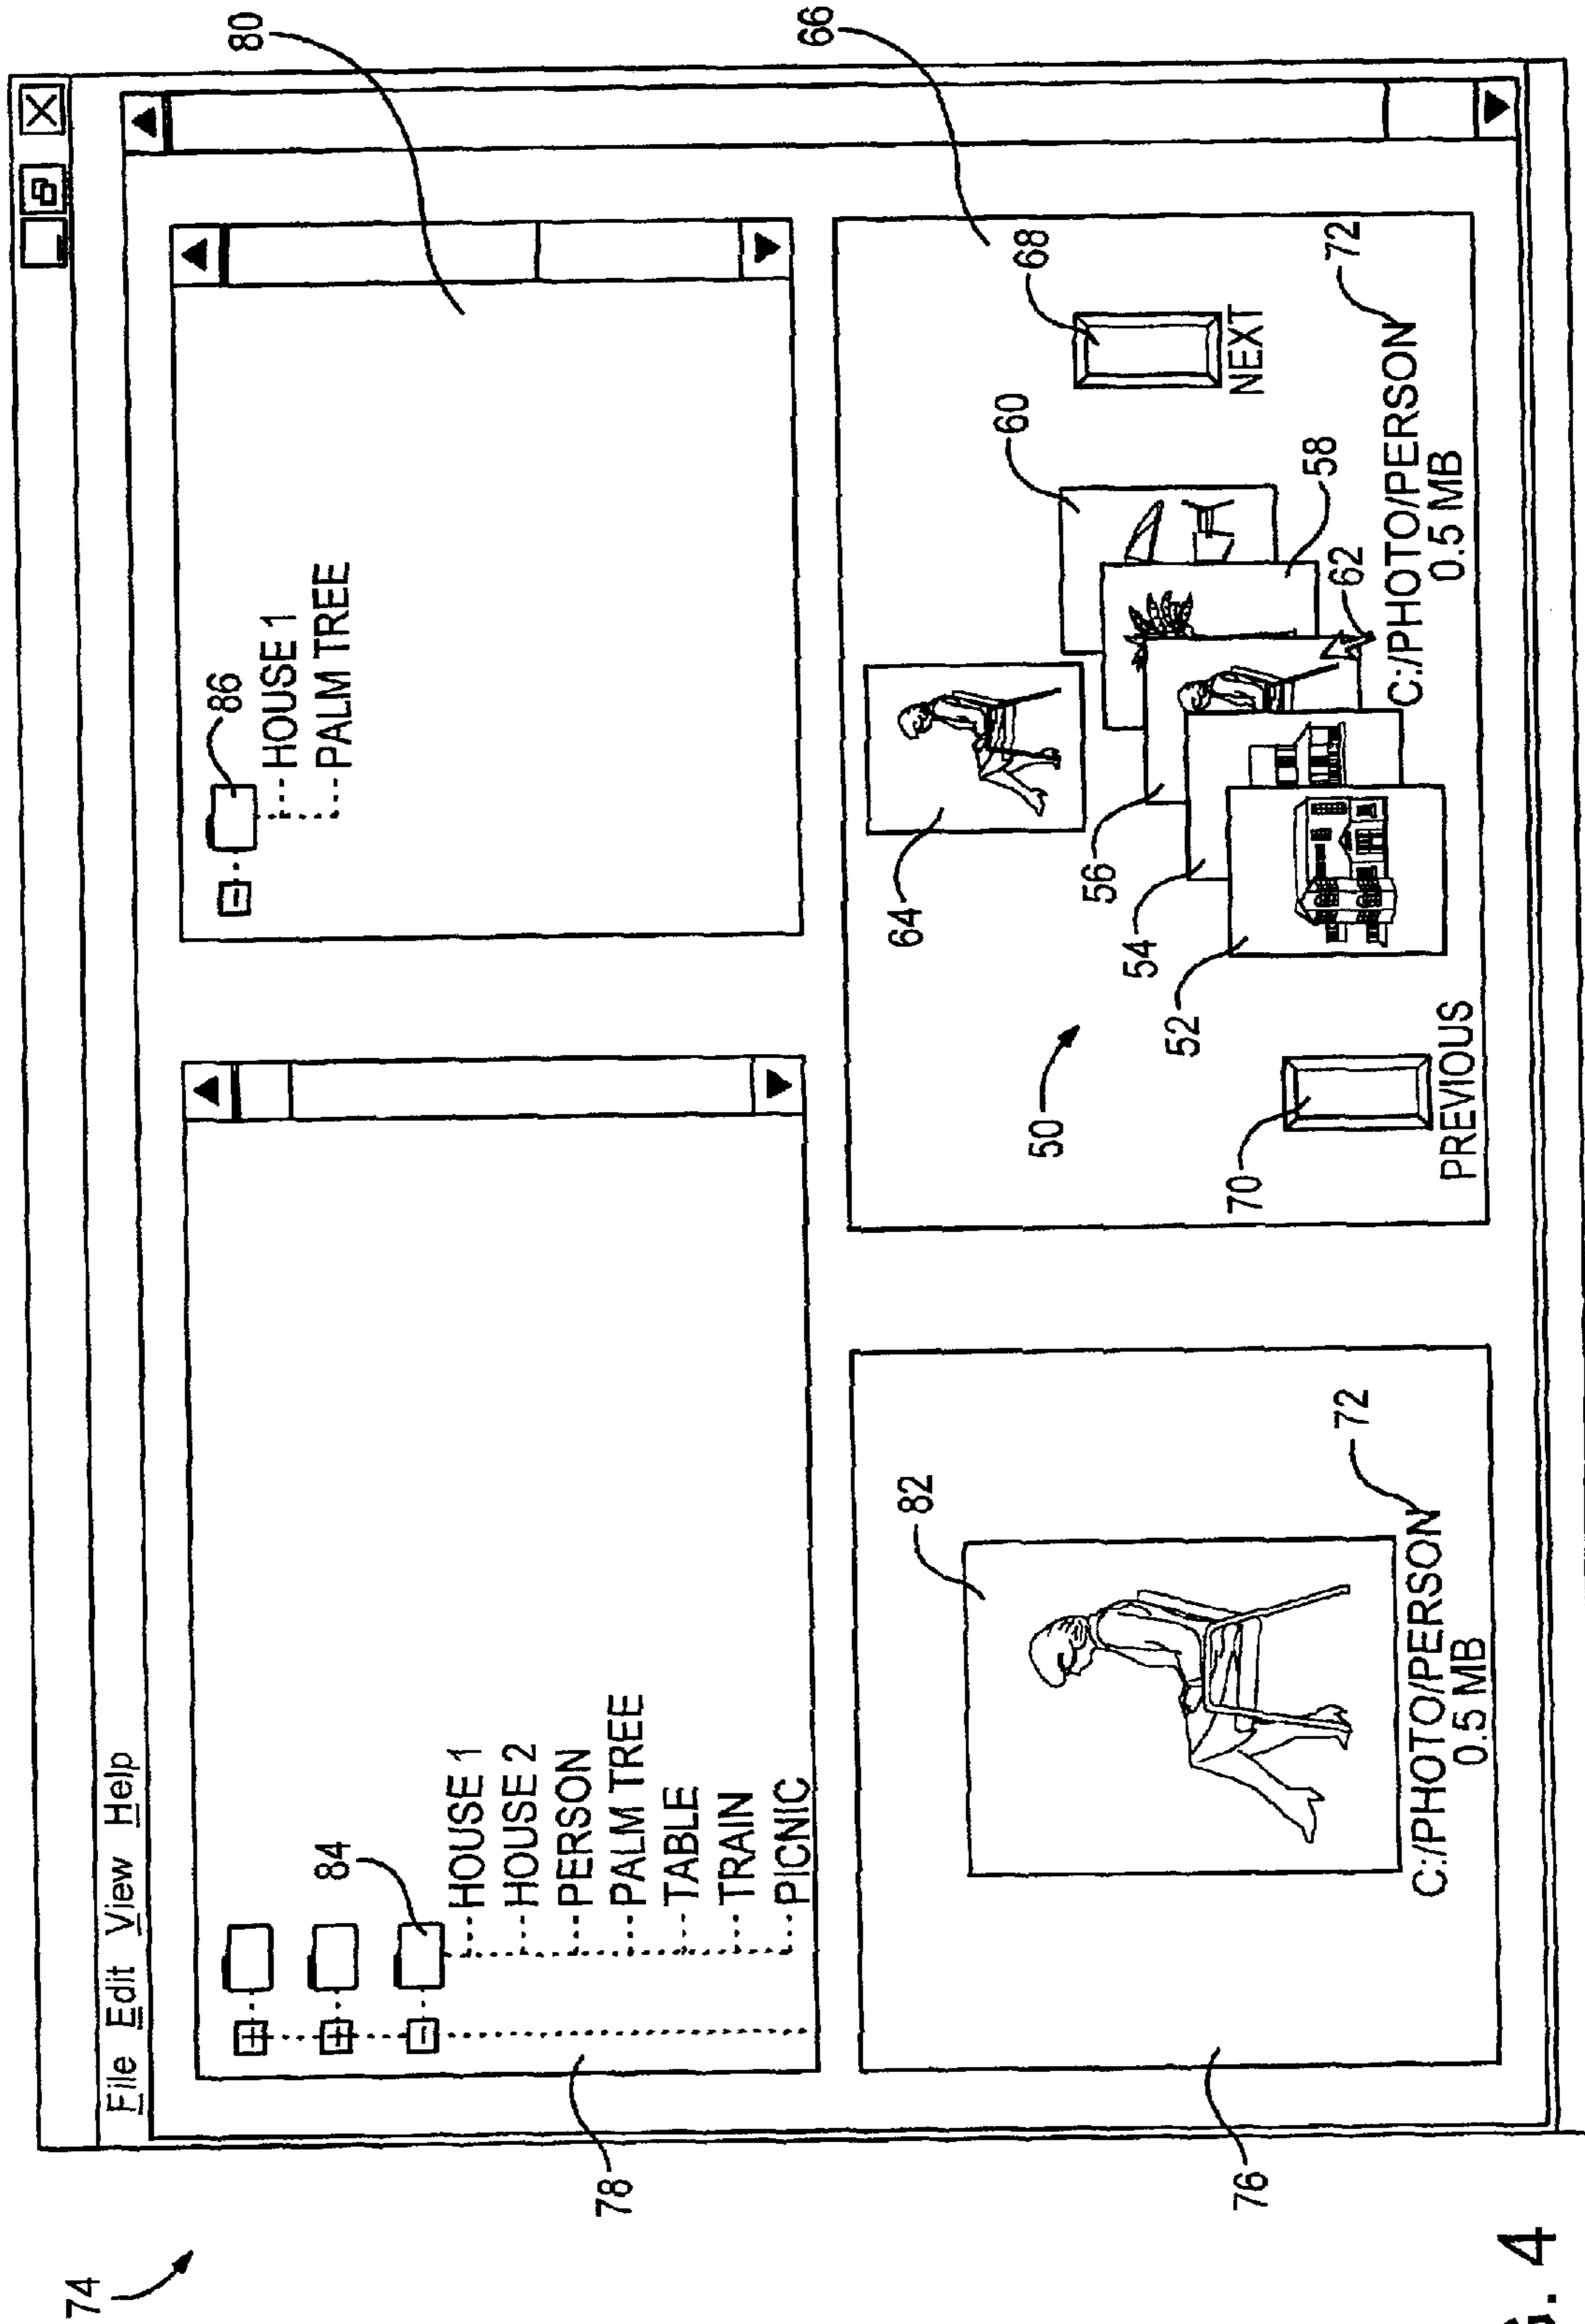 74
File Edit View Help
80
78
84
HOUSE 1
HOUSE 2
PERSON
PALM TREE
TABLE
TRAIN
PICNIC
86
HOUSE 1
PALM TREE
66
76
82
72
C:/PHOTO/PERSON
0.5 MB
50
64
60
68
NEXT
56
54
52
58
62
70
PREVIOUS
72
C:/PHOTO/PERSON
0.5 MB
. 4